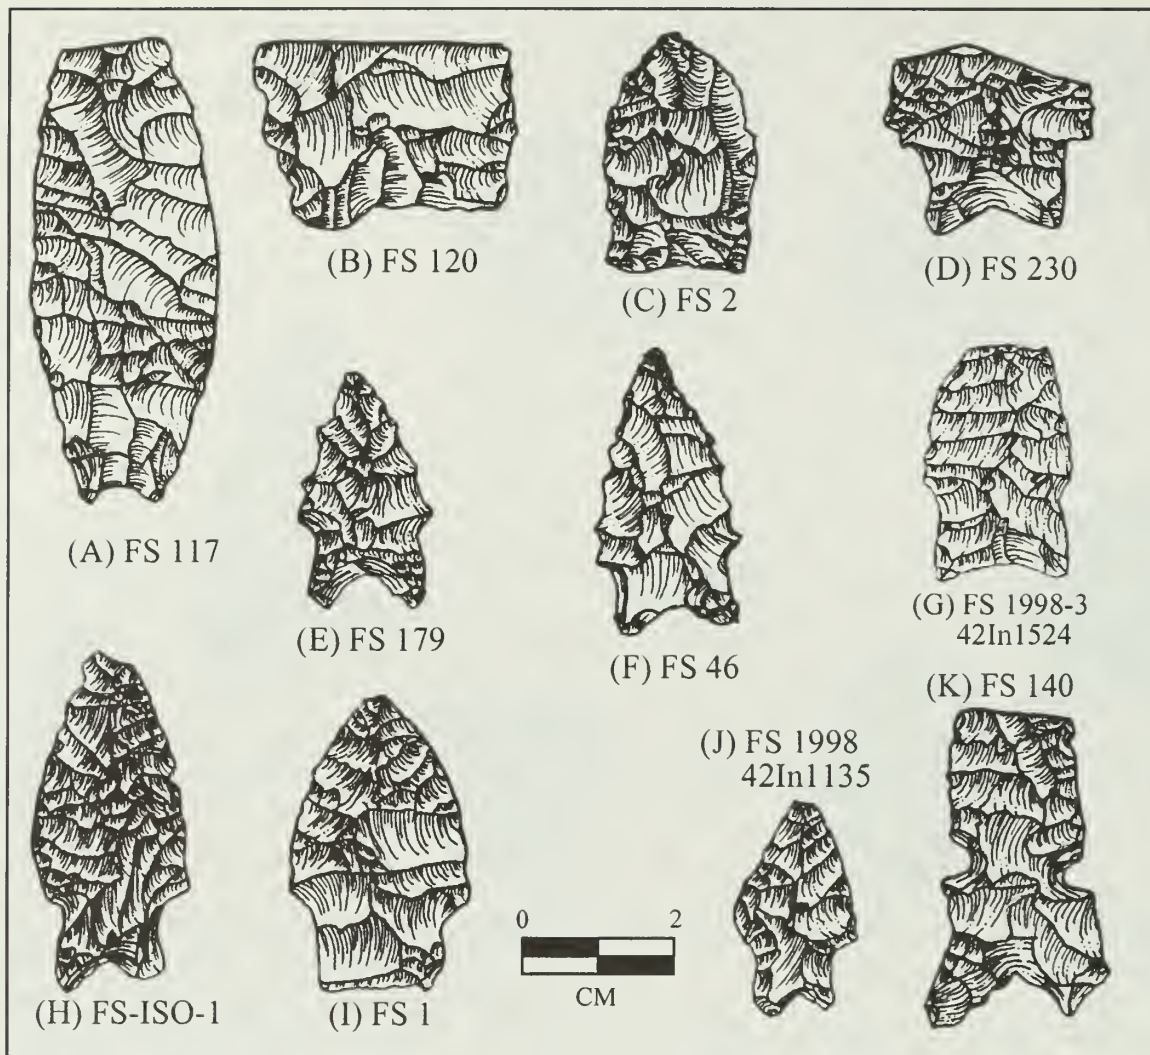 (A) FS 117
(B) FS 120
(C) FS 2
(D) FS 230
(E) FS 179
(F) FS 46
(G) FS 1998-3
42In1524
(H) FS-ISO-1
(I) FS 1
(J) FS 1998
42In1135
(K) FS 140
0 2
CM